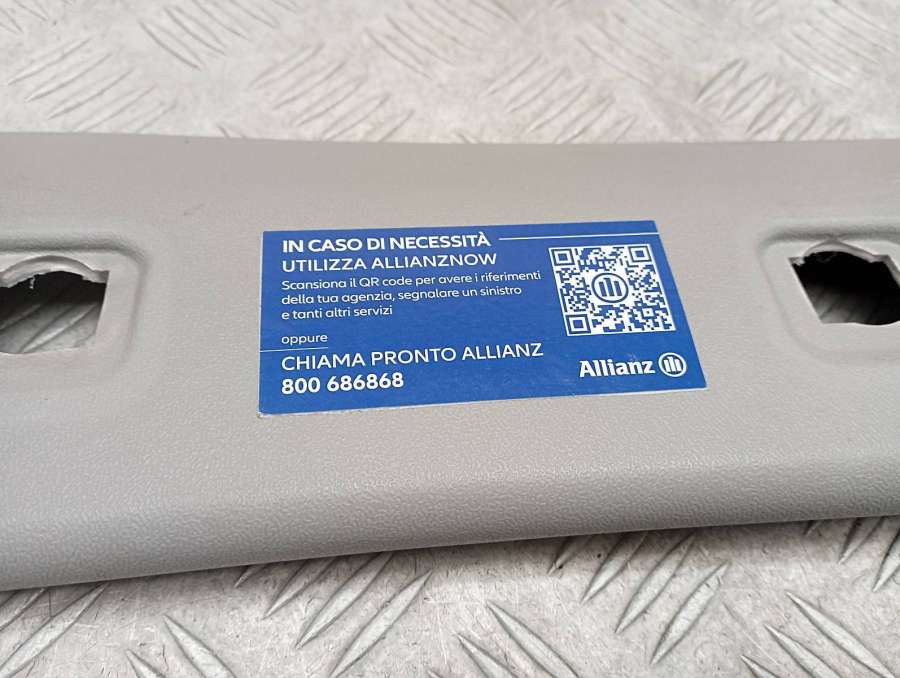 IN CASO DI NECESSITÀ
UTILIZZA ALLIANZNOW
Scansiona il QR code per avere i riferimenti
della tua agenzia, segnalare un sinistro
e tanti altri servizi
oppure
CHIAMA PRONTO ALLIANZ
800 686868
Allianz